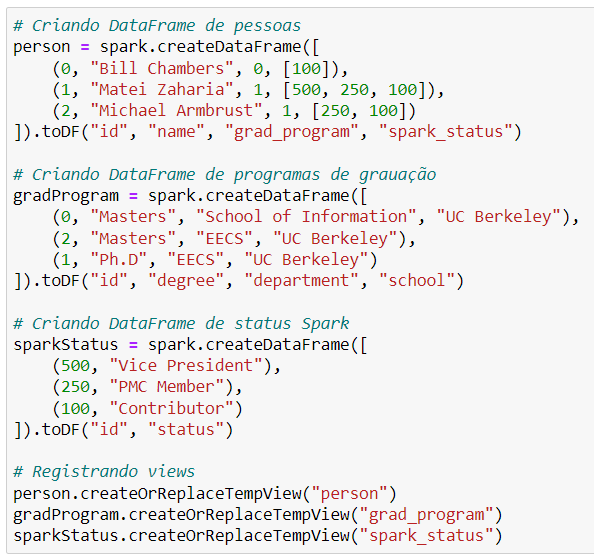 # Criando DataFrame de pessoas
person = spark.createDataFrame([
    (0, "Bill Chambers", 0, [100]),
    (1, "Matei Zaharia", 1, [500, 250, 100]),
    (2, "Michael Armbrust", 1, [250, 100])
]).toDF("id", "name", "grad_program", "spark_status")

# Criando DataFrame de programas de grauação
gradProgram = spark.createDataFrame([
    (0, "Masters", "School of Information", "UC Berkeley"),
    (2, "Masters", "EECS", "UC Berkeley"),
    (1, "Ph.D", "EECS", "UC Berkeley")
]).toDF("id", "degree", "department", "school")

# Criando DataFrame de status Spark
sparkStatus = spark.createDataFrame([
    (500, "Vice President"),
    (250, "PMC Member"),
    (100, "Contributor")
]).toDF("id", "status")

# Registrando views
person.createOrReplaceTempView("person")
gradProgram.createOrReplaceTempView("grad_program")
sparkStatus.createOrReplaceTempView("spark_status")